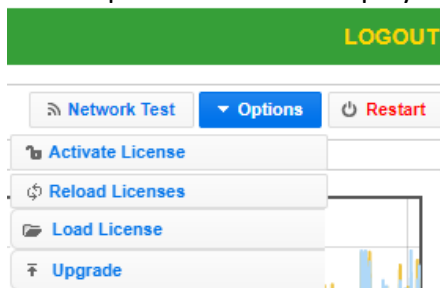 LOGOUT
Network Test Options Restart
Activate License
Reload Licenses
Load License
Upgrade